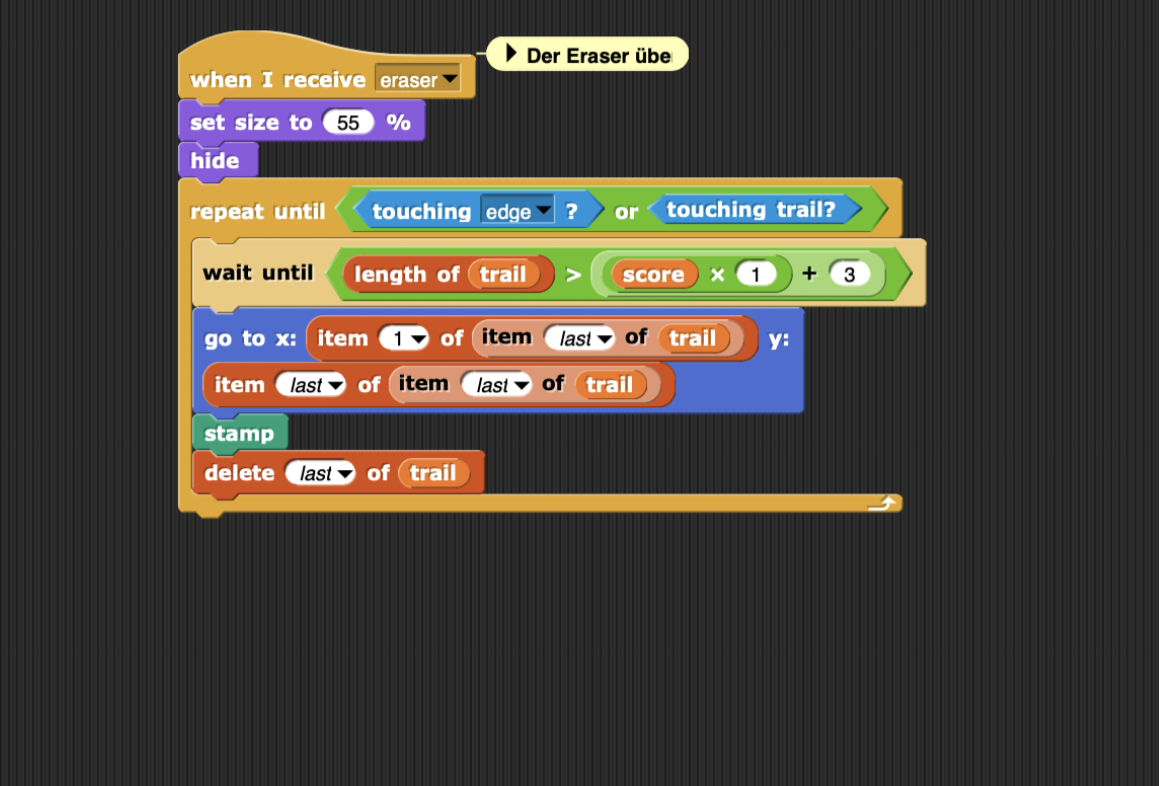 when I receive eraser
Der Eraser übe
set size to 55 %
hide
repeat until touching edge ? or touching trail?
wait until length of trail > score × 1 + 3
go to x: item 1 of item last of trail y:
item last of item last of trail
stamp
delete last of trail